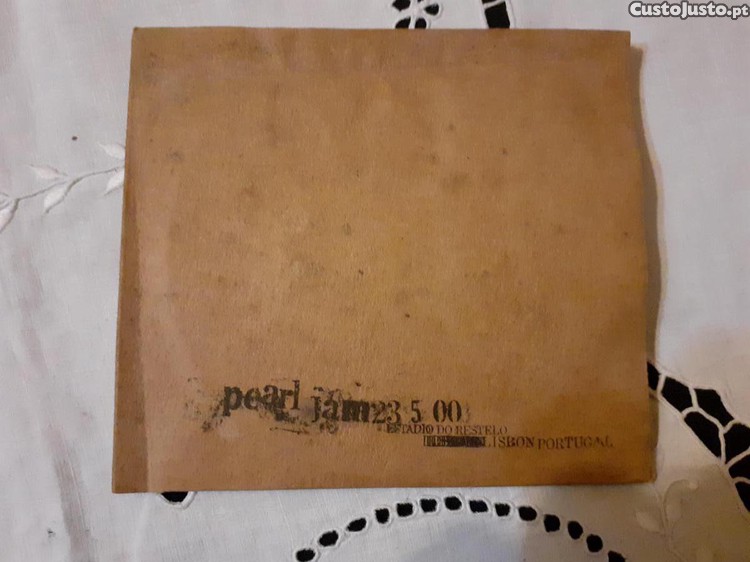 CustoJusto.pt
pearl jam 23 5 00
ESTADIO DO RESTELO
LISBON PORTUGAL